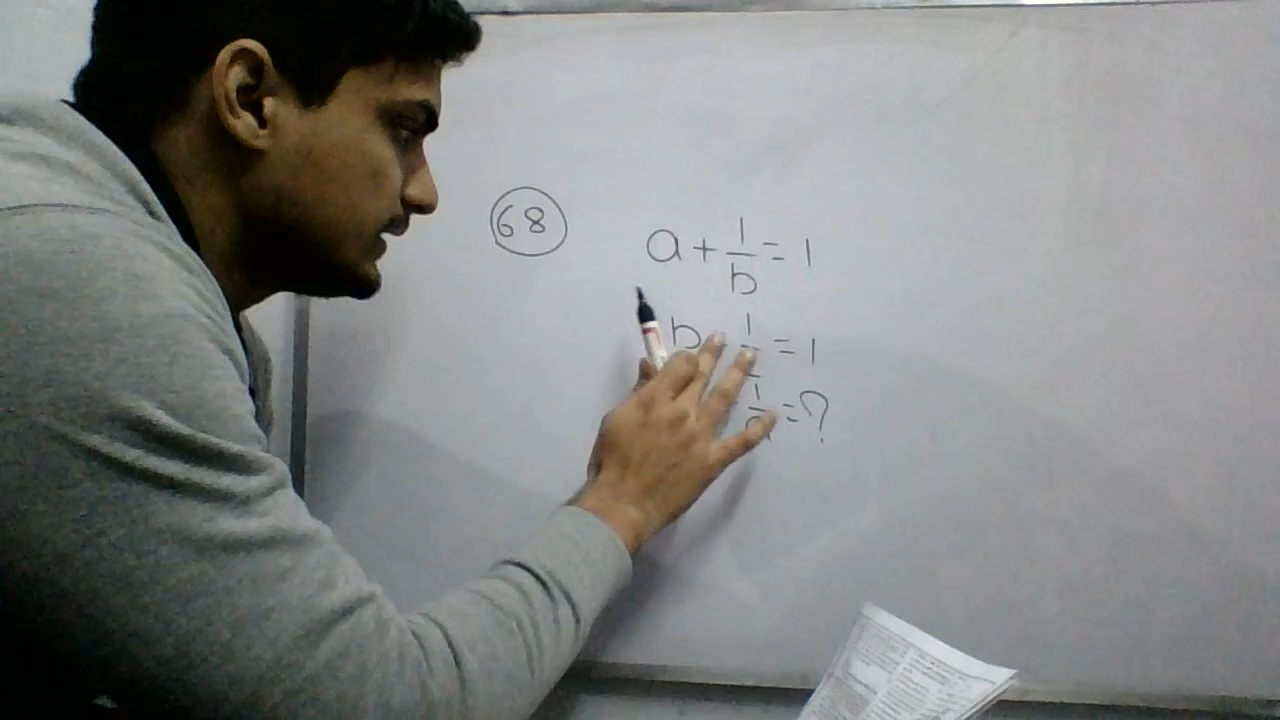 68
a + 1/b = 1
b 1 = 1
1 = ?